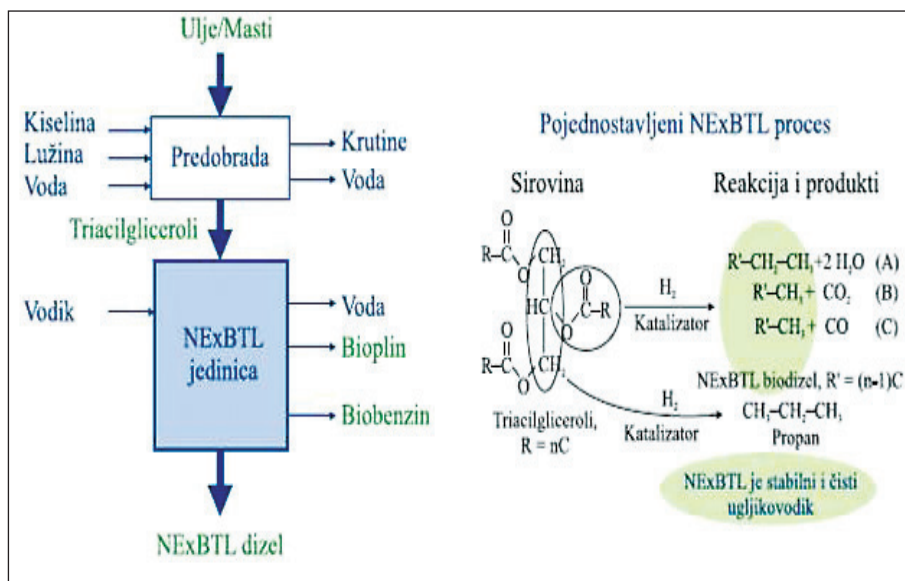 Ulje/Masti
Kiselina
Lužina
Voda
Predobrada
Krutine
Voda
Triacilgliceroli
Vodik
NExBTL
jedinica
Voda
Bioplin
Biobenzin
NExBTL dizel
Pojednostavljeni NExBTL proces
Sirovina
Reakcija i produkti
O
R–C
O
CH₂
HC
O
O
C–R
R–C
O
O
CH₂
H₂
Katalizator
R'–CH₂–CH₃+2 H₂O (A)
R'–CH₃+ CO₂ (B)
R'–CH₃+ CO (C)
NExBTL biodizel, R' = (n-1)C
H₂
Katalizator
CH₃–CH₂–CH₃
Propan
Triacilgliceroli,
R = nC
NExBTL je stabilni i čisti
ugljikovodik